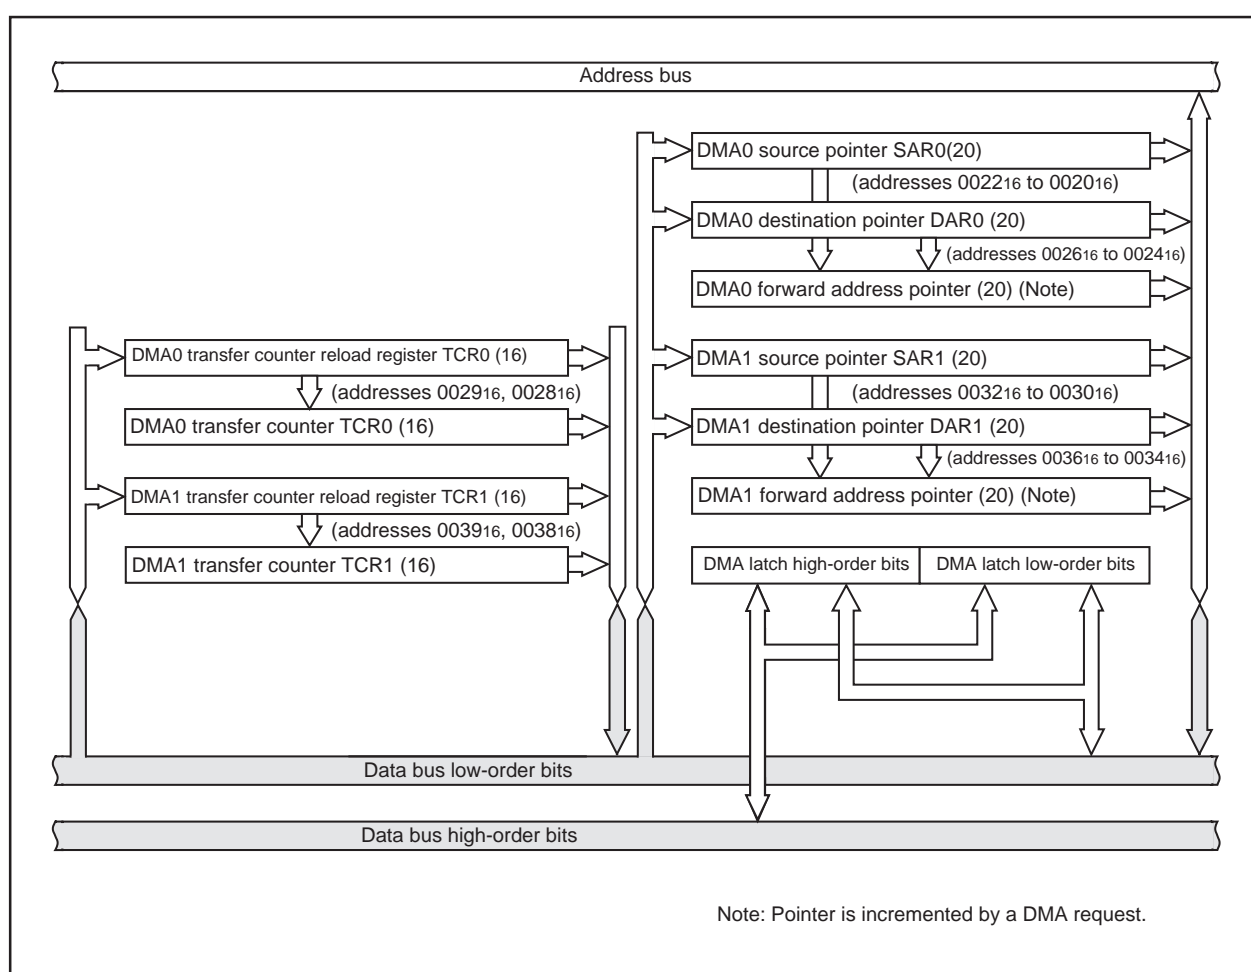 Address bus
DMA0 source pointer SAR0(20)
(addresses 002216 to 002016)
DMA0 destination pointer DAR0 (20)
(addresses 002616 to 002416)
DMA0 forward address pointer (20) (Note)
DMA0 transfer counter reload register TCR0 (16)
(addresses 002916, 002816)
DMA0 transfer counter TCR0 (16)
DMA1 transfer counter reload register TCR1 (16)
(addresses 003916, 003816)
DMA1 transfer counter TCR1 (16)
DMA1 source pointer SAR1 (20)
(addresses 003216 to 003016)
DMA1 destination pointer DAR1 (20)
(addresses 003616 to 003416)
DMA1 forward address pointer (20) (Note)
DMA latch high-order bits
DMA latch low-order bits
Data bus low-order bits
Data bus high-order bits
Note: Pointer is incremented by a DMA request.